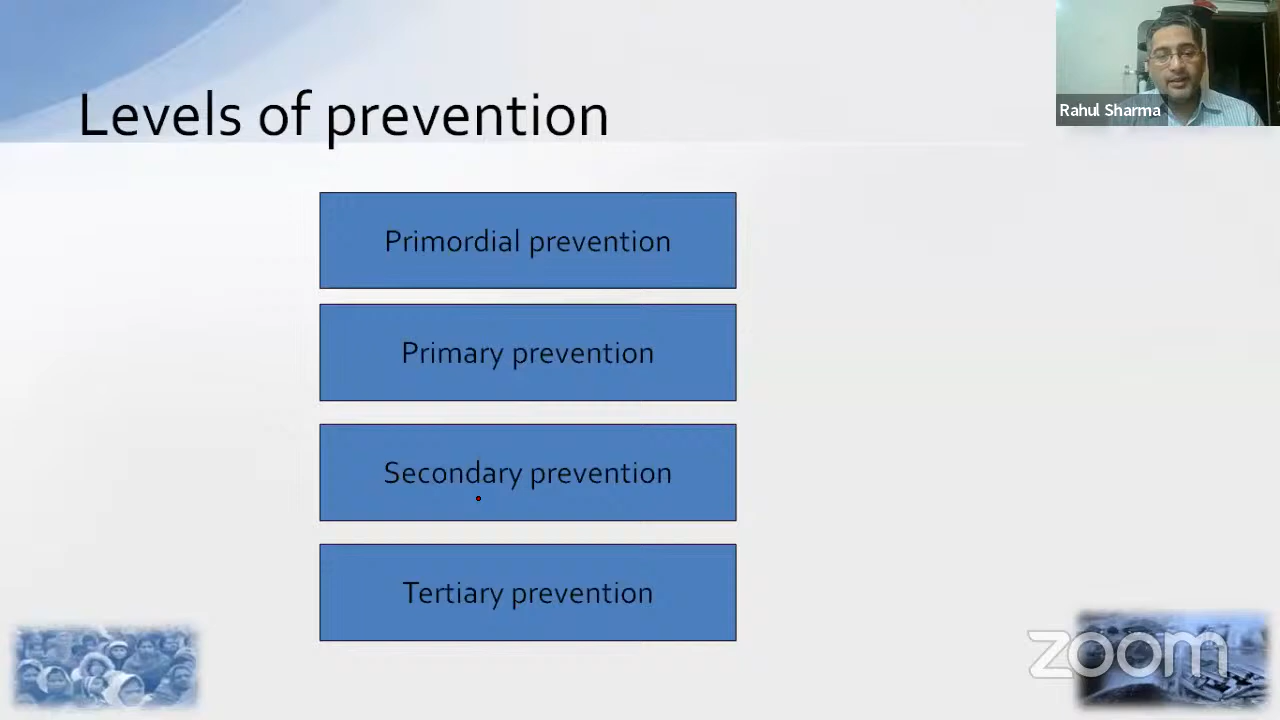 Levels of prevention
Rahul Sharma
Primordial prevention
Primary prevention
Secondary prevention
Tertiary prevention
zoom